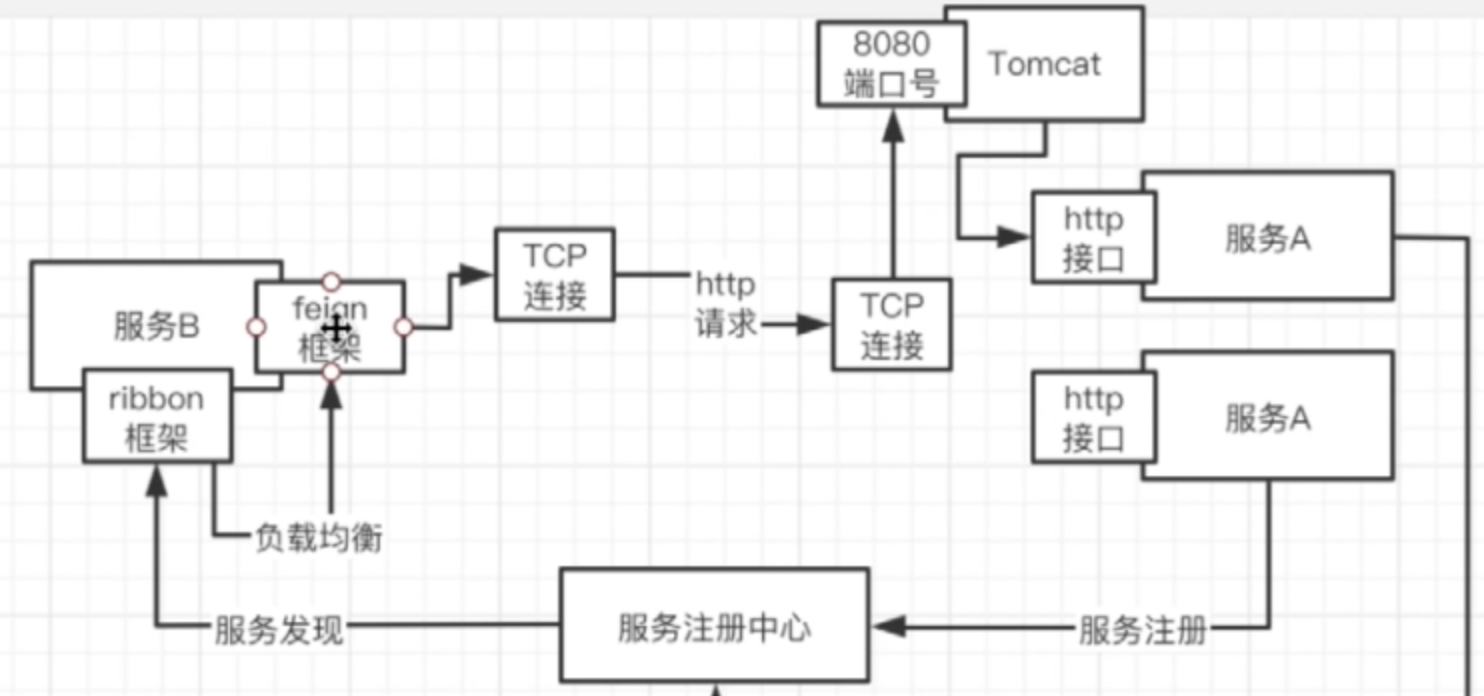 8080
端口号
Tomcat
http
接口
服务A
TCP
连接
http
请求
TCP
连接
服务B
feign
框架
ribbon
框架
http
接口
服务A
负载均衡
服务发现
服务注册中心
服务注册